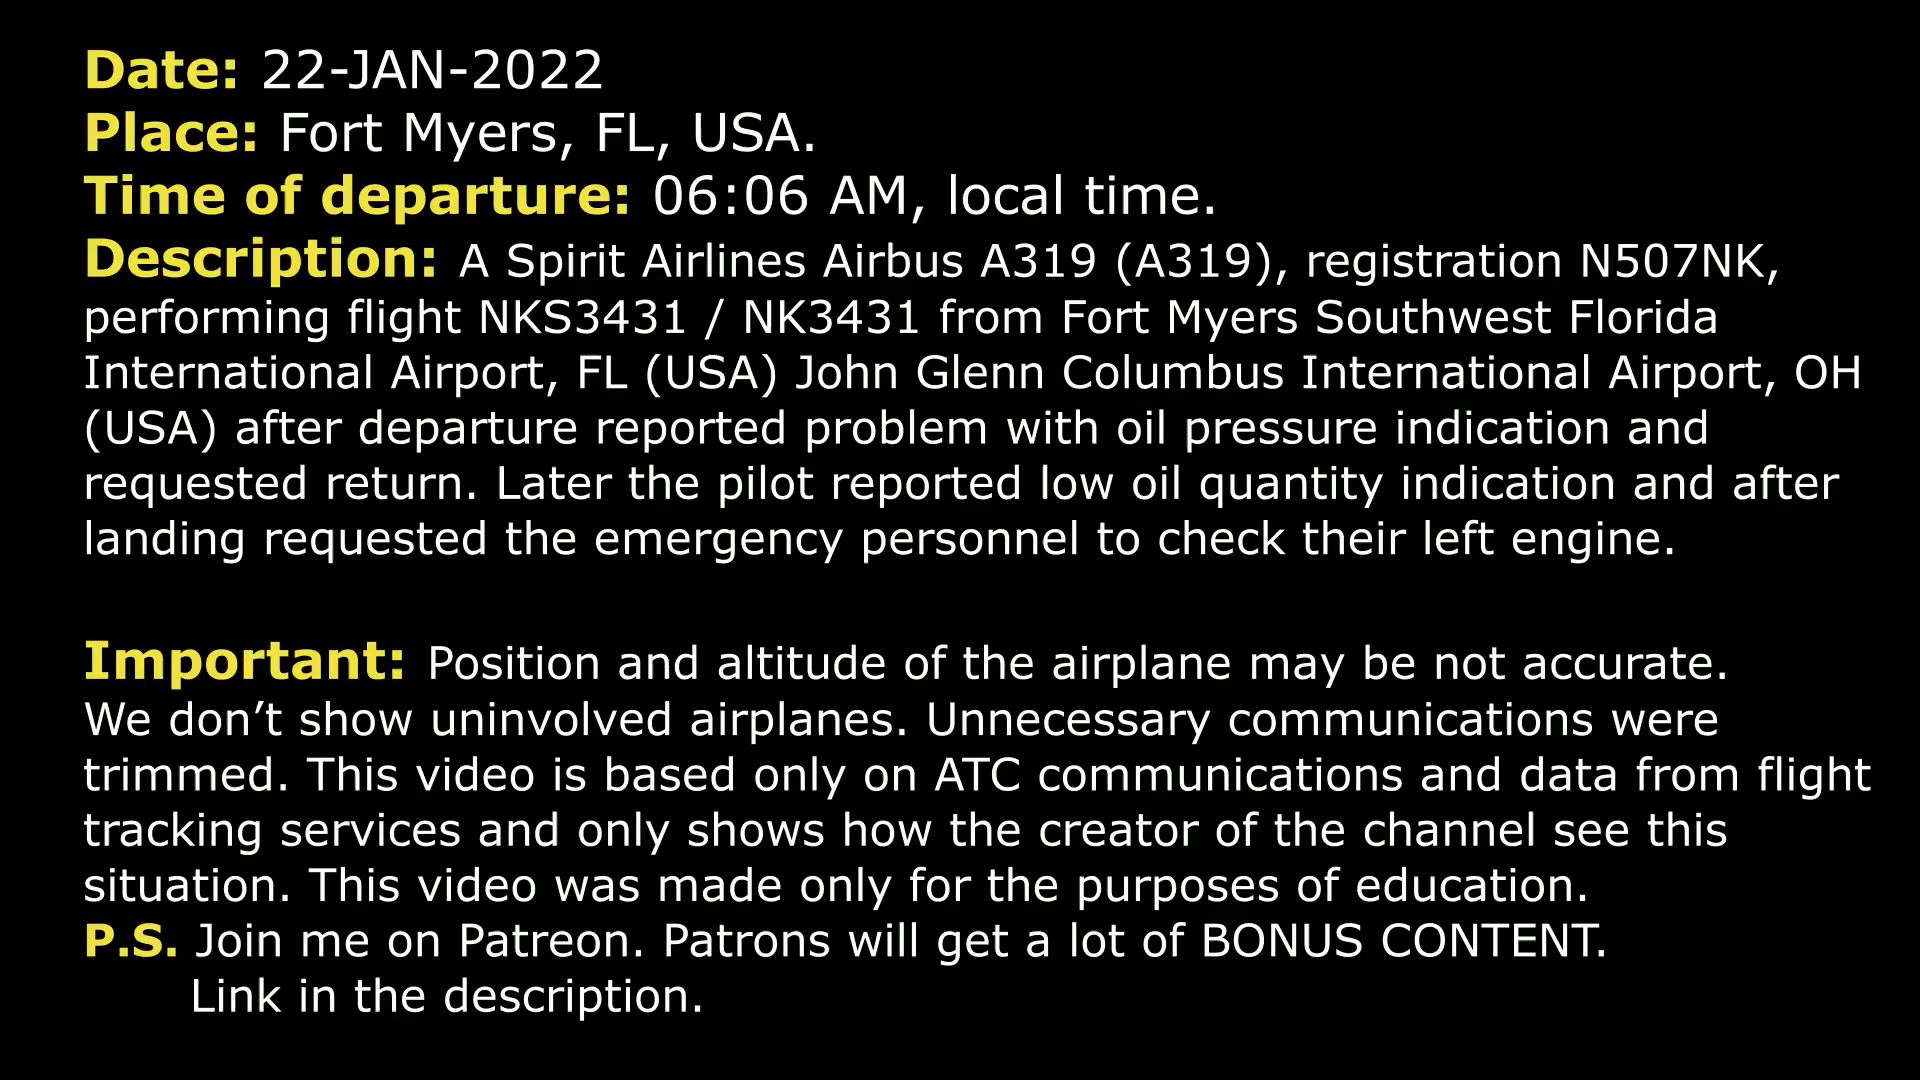 Date: 22-JAN-2022
Place: Fort Myers, FL, USA.
Time of departure: 06:06 AM, local time.
Description: A Spirit Airlines Airbus A319 (A319), registration N507NK,
performing flight NKS3431 / NK3431 from Fort Myers Southwest Florida
International Airport, FL (USA) John Glenn Columbus International Airport, OH
(USA) after departure reported problem with oil pressure indication and
requested return. Later the pilot reported low oil quantity indication and after
landing requested the emergency personnel to check their left engine.
Important: Position and altitude of the airplane may be not accurate.
We don’t show uninvolved airplanes. Unnecessary communications were
trimmed. This video is based only on ATC communications and data from flight
tracking services and only shows how the creator of the channel see this
situation. This video was made only for the purposes of education.
P.S. Join me on Patreon. Patrons will get a lot of BONUS CONTENT.
Link in the description.